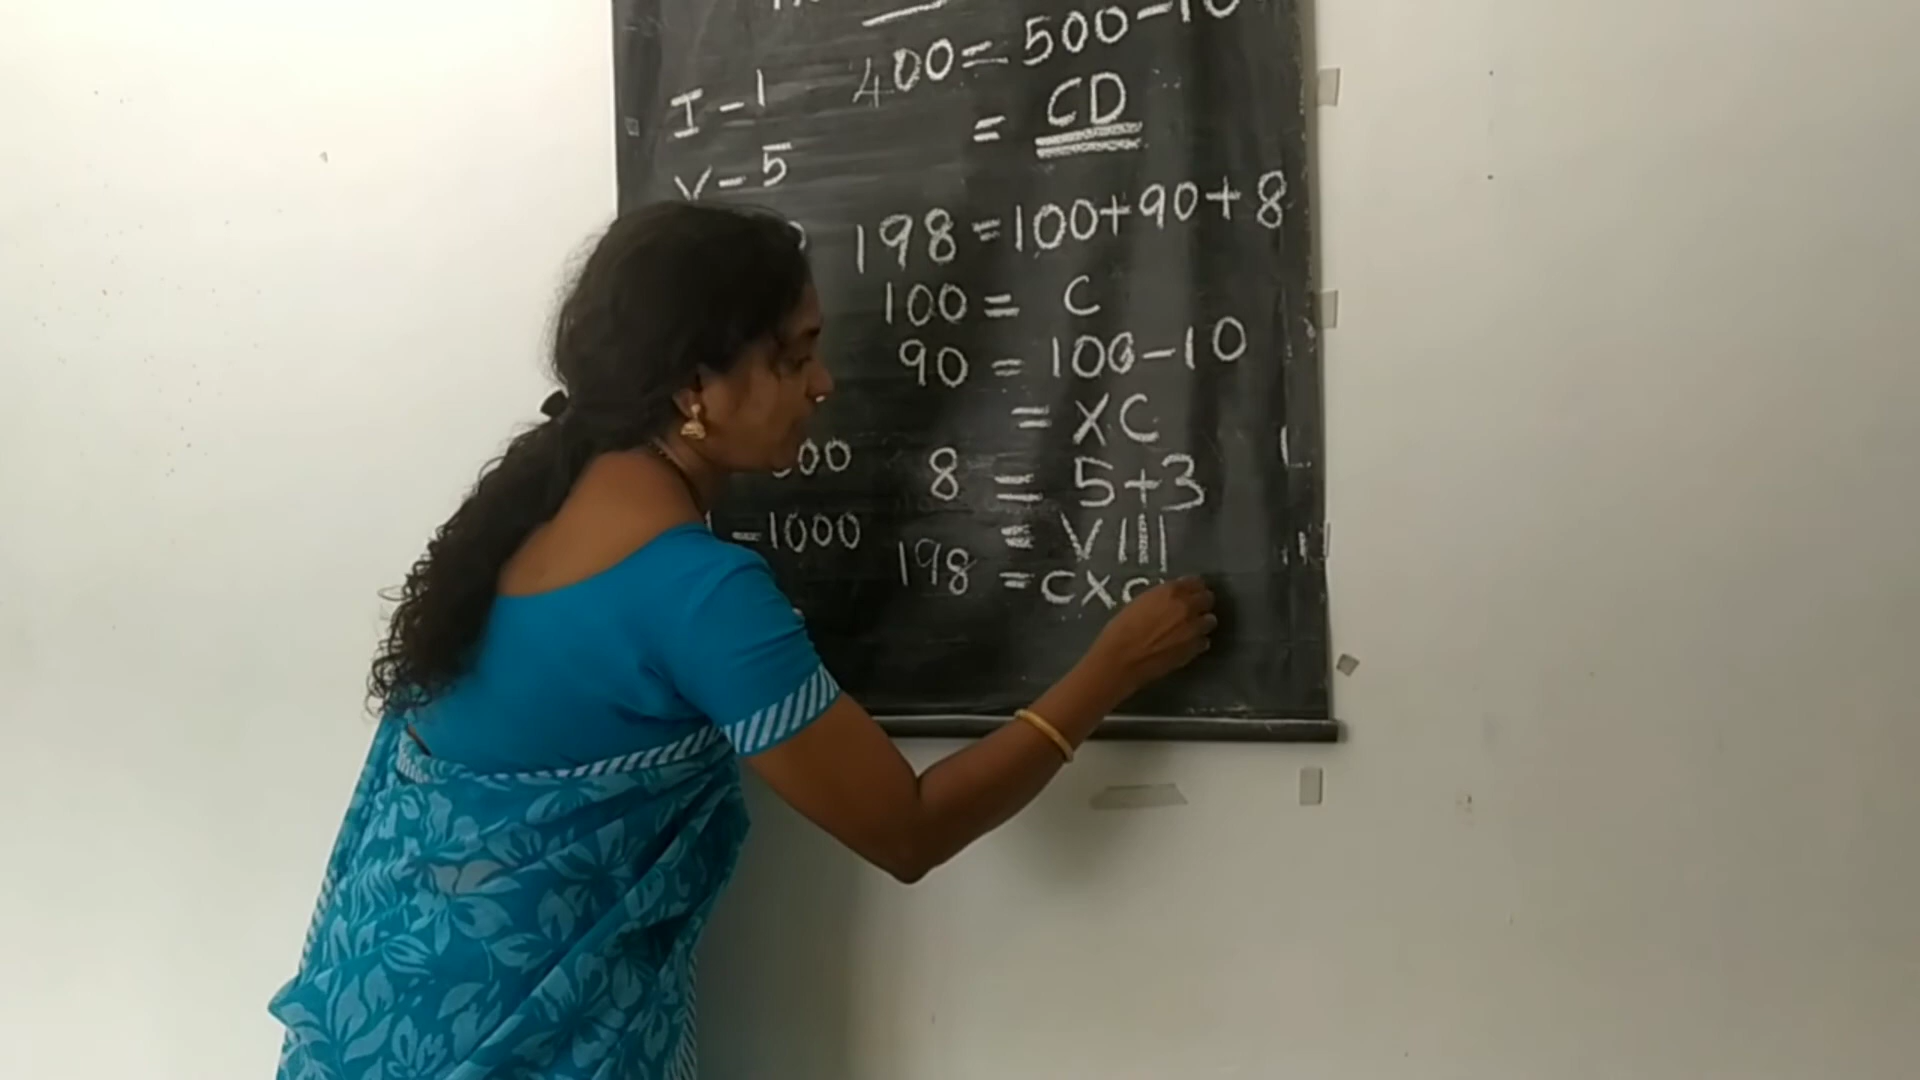 I - 1
V - 5
00
- 1000
400 = 500 - 10
= CD
198 = 100 + 90 + 8
100 = C
90 = 100 - 10
= XC
8 = 5 + 3
= VIII
198 = CXC